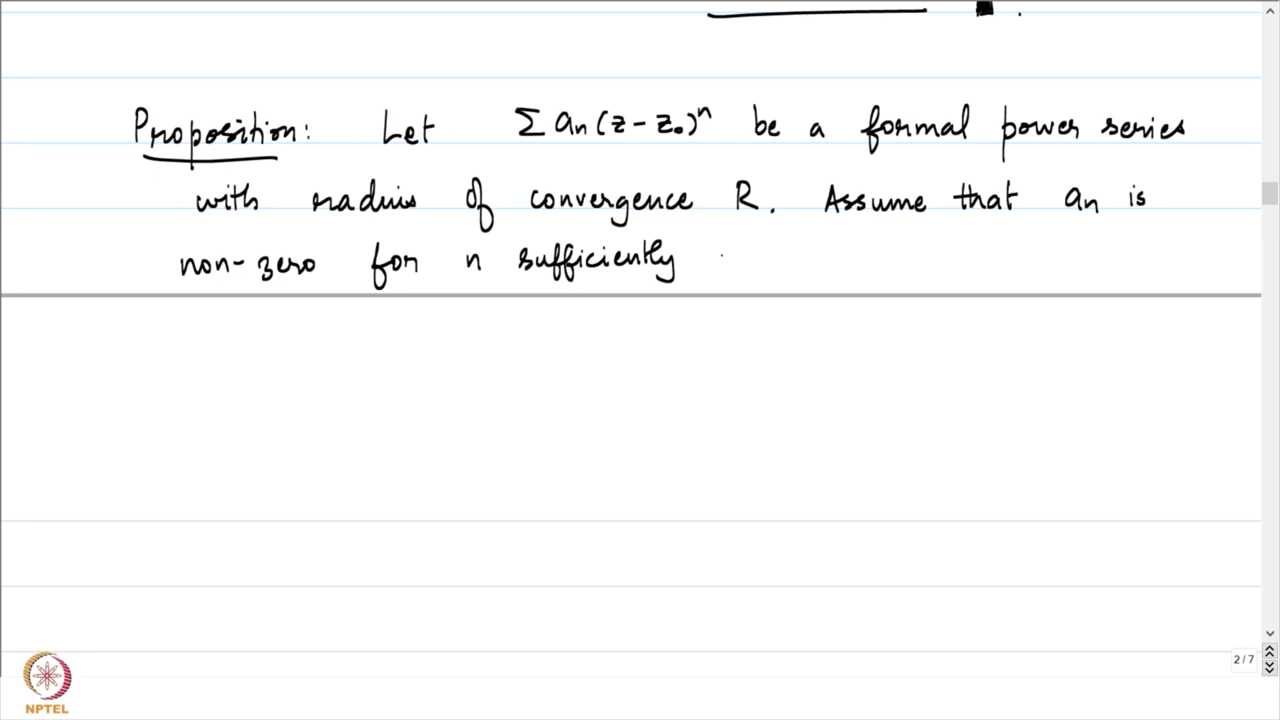 Proposition: Let Σ an (z - z₀)ⁿ be a formal power series
with radius of convergence R. Assume that an is
non-zero for n sufficiently
2 / 7
NPTEL